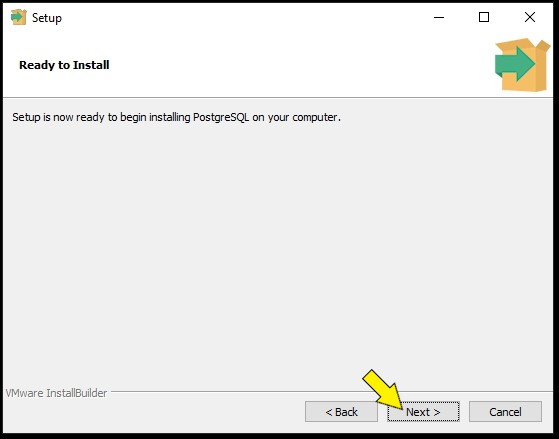 Setup
Ready to Install
Setup is now ready to begin installing PostgreSQL on your computer.
VMware InstallBuilder
< Back
Next >
Cancel